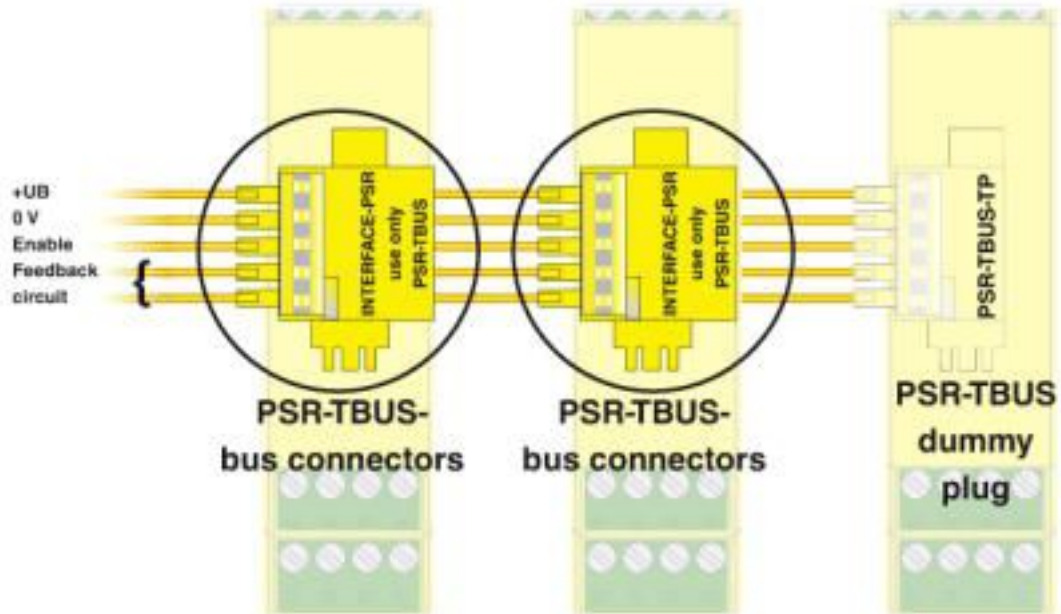 +UB
0 V
Enable
Feedback
circuit
{
INTERFACE-PSR
use only
PSR-TBUS
INTERFACE-PSR
use only
PSR-TBUS
PSR-TBUS-TP
PSR-TBUS-
bus connectors
PSR-TBUS-
bus connectors
PSR-TBUS
dummy
plug